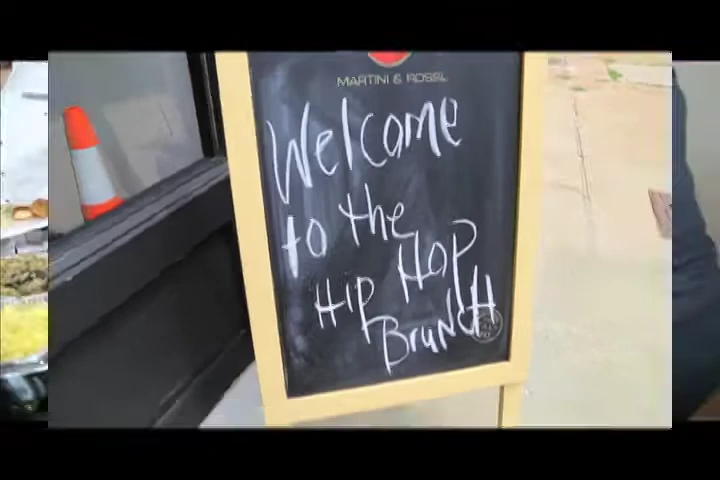 MARTINI & ROSSI
Welcome
to the
HIP HOP
BrUNCH